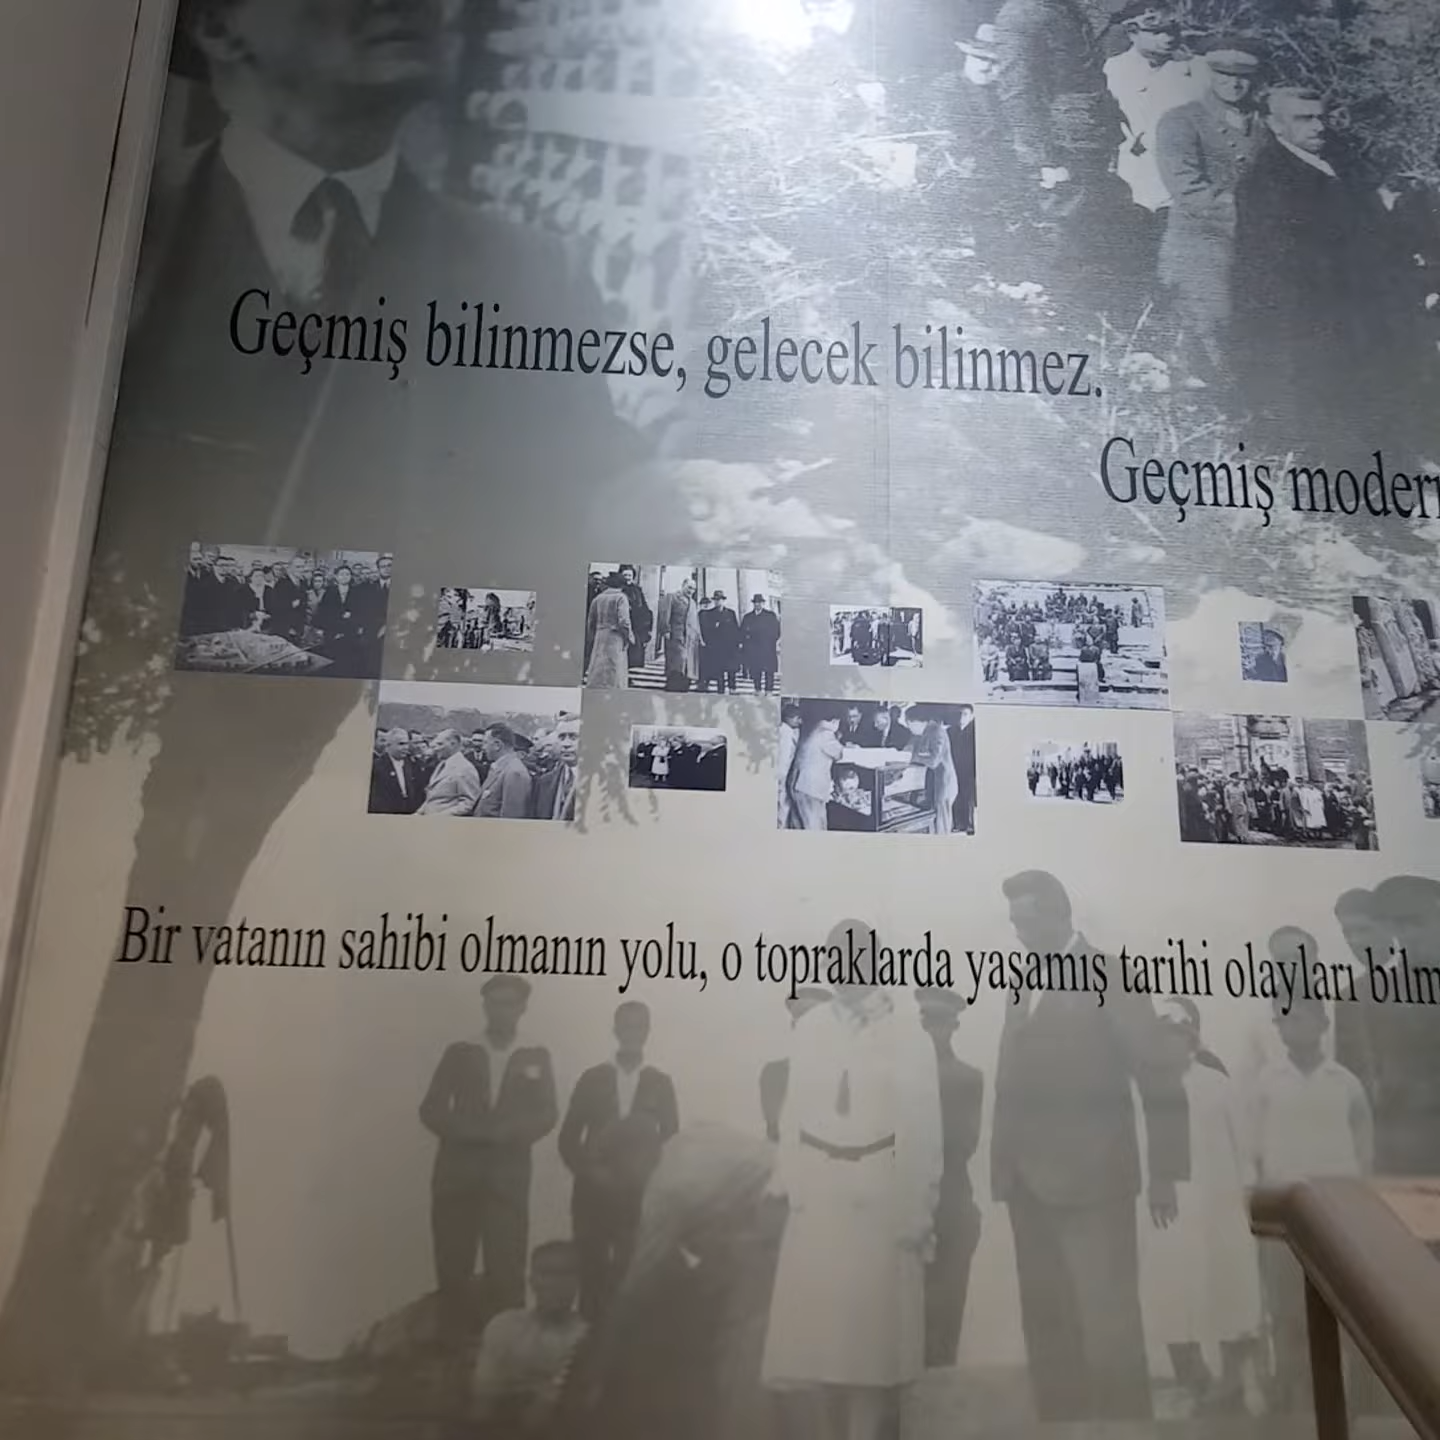 Geçmiş bilinmezse, gelecek bilinmez.
Geçmiş
Bir vatanın sahibi olmanın yolu, o topraklarda yaşamış tarihi olayları